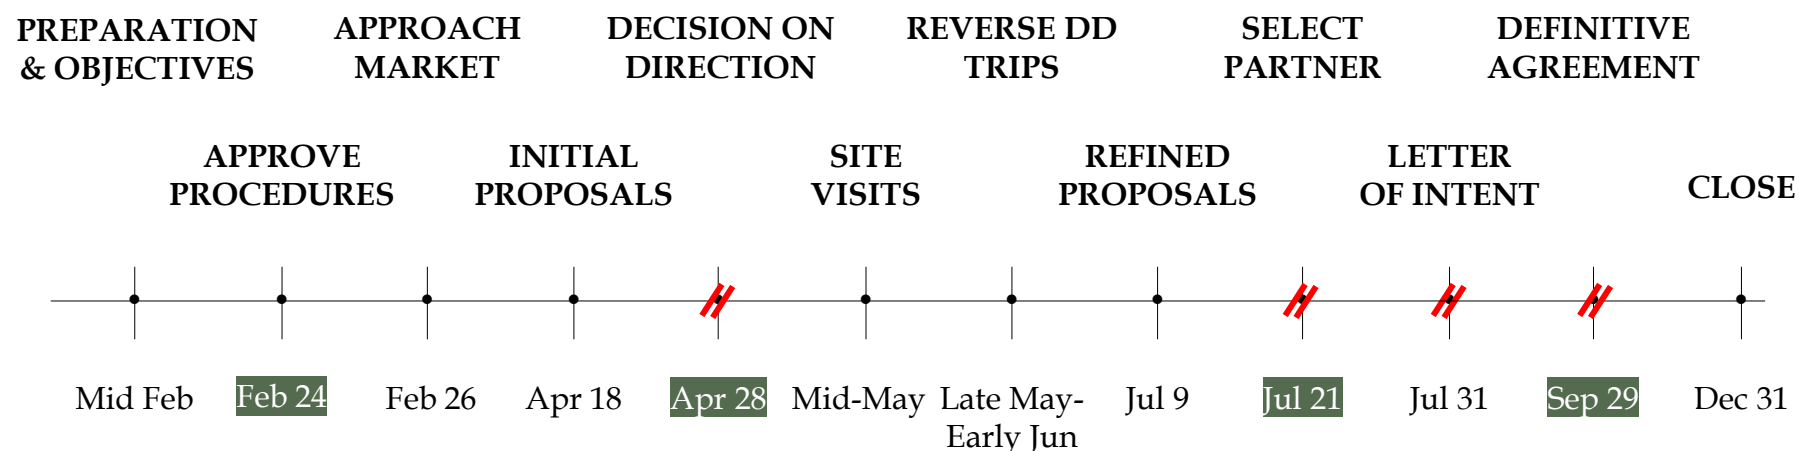 PREPARATION
& OBJECTIVES
APPROACH
MARKET
DECISION ON
DIRECTION
REVERSE DD
TRIPS
SELECT
PARTNER
DEFINITIVE
AGREEMENT
APPROVE
PROCEDURES
INITIAL
PROPOSALS
SITE
VISITS
REFINED
PROPOSALS
LETTER
OF INTENT
CLOSE
Mid Feb
Feb 24
Feb 26
Apr 18
Apr 28
Mid-May
Late May-
Early Jun
Jul 9
Jul 21
Jul 31
Sep 29
Dec 31